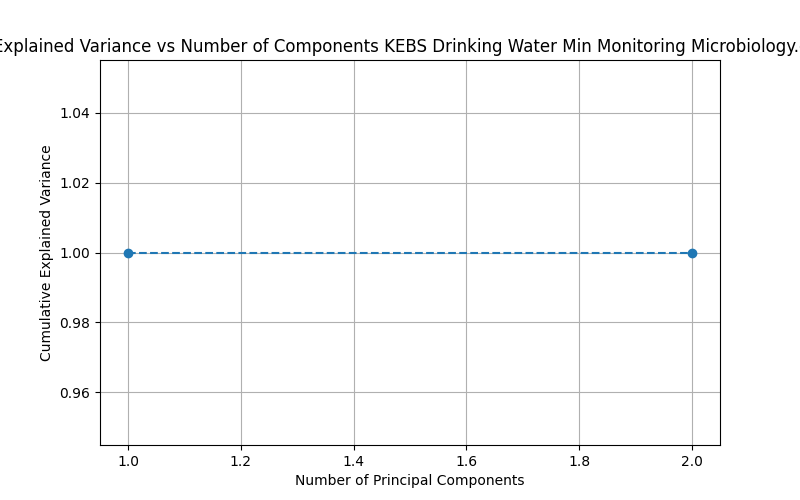 Explained Variance vs Number of Components KEBS Drinking Water Min Monitoring Microbiology.
1.04
1.02
1.00
0.98
0.96
Cumulative Explained Variance
1.0 1.2 1.4 1.6 1.8 2.0
Number of Principal Components